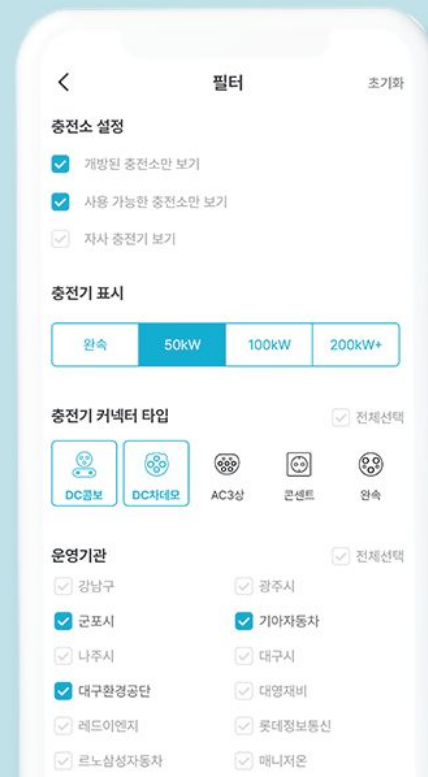 필터 초기화
충전소 설정
개방된 충전소만 보기
사용 가능한 충전소만 보기
자사 충전기 보기
충전기 표시
완속 50kW 100kW 200kW+
충전기 커넥터 타입 전체선택
DC콤보 DC차데모 AC3상 콘센트 완속
운영기관 전체선택
강남구 광주시
군포시 기아자동차
나주시 대구시
대구환경공단 대영재비
레드이엔지 롯데정보통신
르노삼성자동차 매니저온